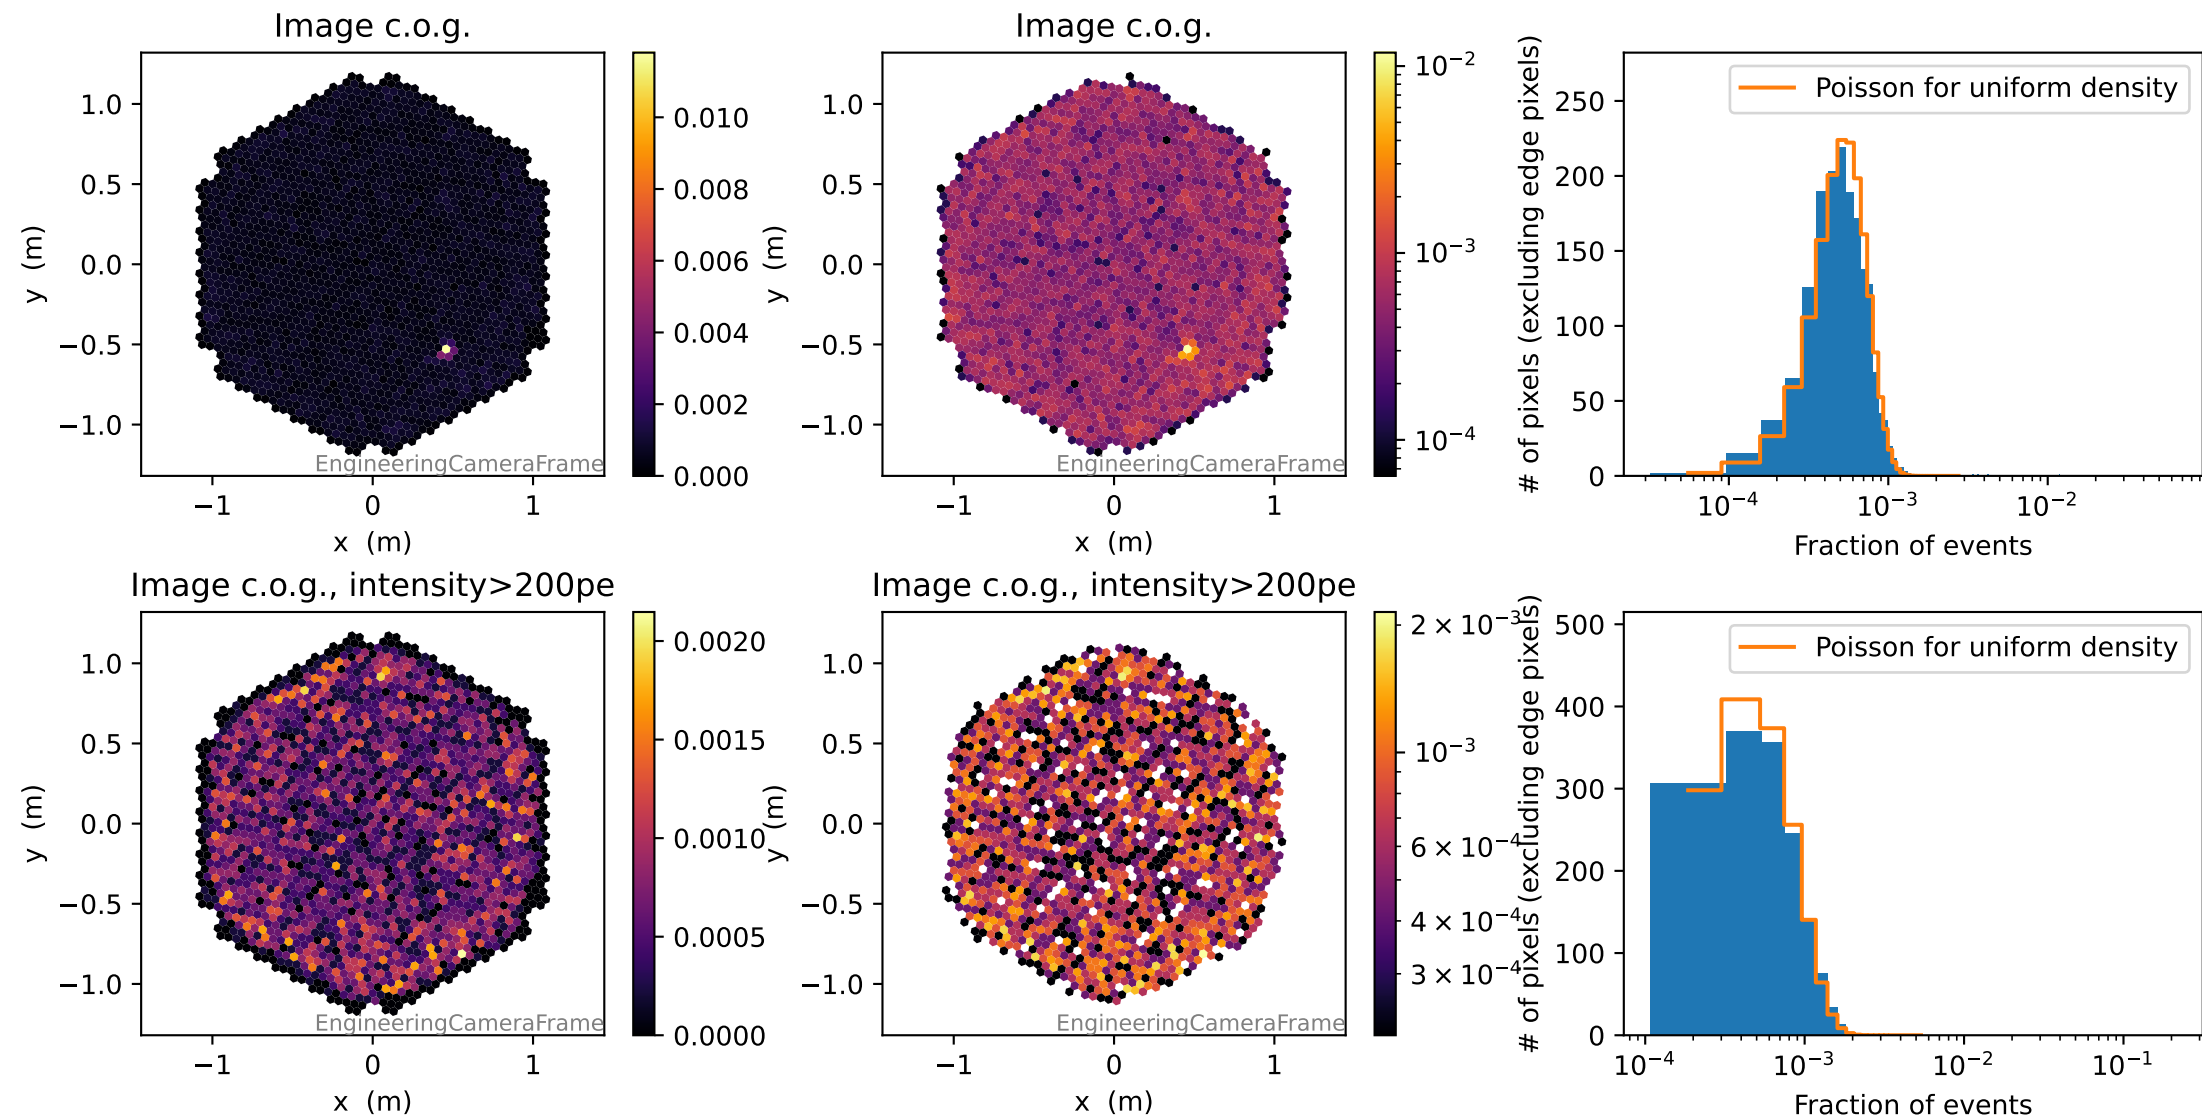 Image c.o.g.
1.0
0.5
0.0
−0.5
−1.0
y (m)
−1
0
1
x (m)
EngineeringCameraFrame
0.010
0.008
0.006
0.004
0.002
0.000
Image c.o.g.
1.0
0.5
0.0
−0.5
−1.0
y (m)
−1
0
1
x (m)
EngineeringCameraFrame
10⁻²
10⁻³
10⁻⁴
Poisson for uniform density
# of pixels (excluding edge pixels)
250
200
150
100
50
0
10⁻⁴
10⁻³
10⁻²
Fraction of events
Image c.o.g., intensity>200pe
1.0
0.5
0.0
−0.5
−1.0
y (m)
−1
0
1
x (m)
EngineeringCameraFrame
0.0020
0.0015
0.0010
0.0005
0.0000
Image c.o.g., intensity>200pe
1.0
0.5
0.0
−0.5
−1.0
y (m)
−1
0
1
x (m)
EngineeringCameraFrame
2 × 10⁻³
10⁻³
6 × 10⁻⁴
4 × 10⁻⁴
3 × 10⁻⁴
Poisson for uniform density
# of pixels (excluding edge pixels)
500
400
300
200
100
0
10⁻⁴
10⁻³
10⁻²
10⁻¹
Fraction of events